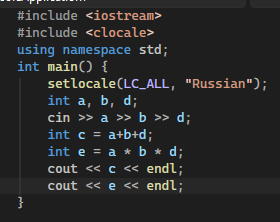 #include <iostream>
#include <clocale>
using namespace std;
int main() {
    setlocale(LC_ALL, "Russian");
    int a, b, d;
    cin >> a >> b >> d;
    int c = a+b+d;
    int e = a * b * d;
    cout << c << endl;
    cout << e << endl;
}